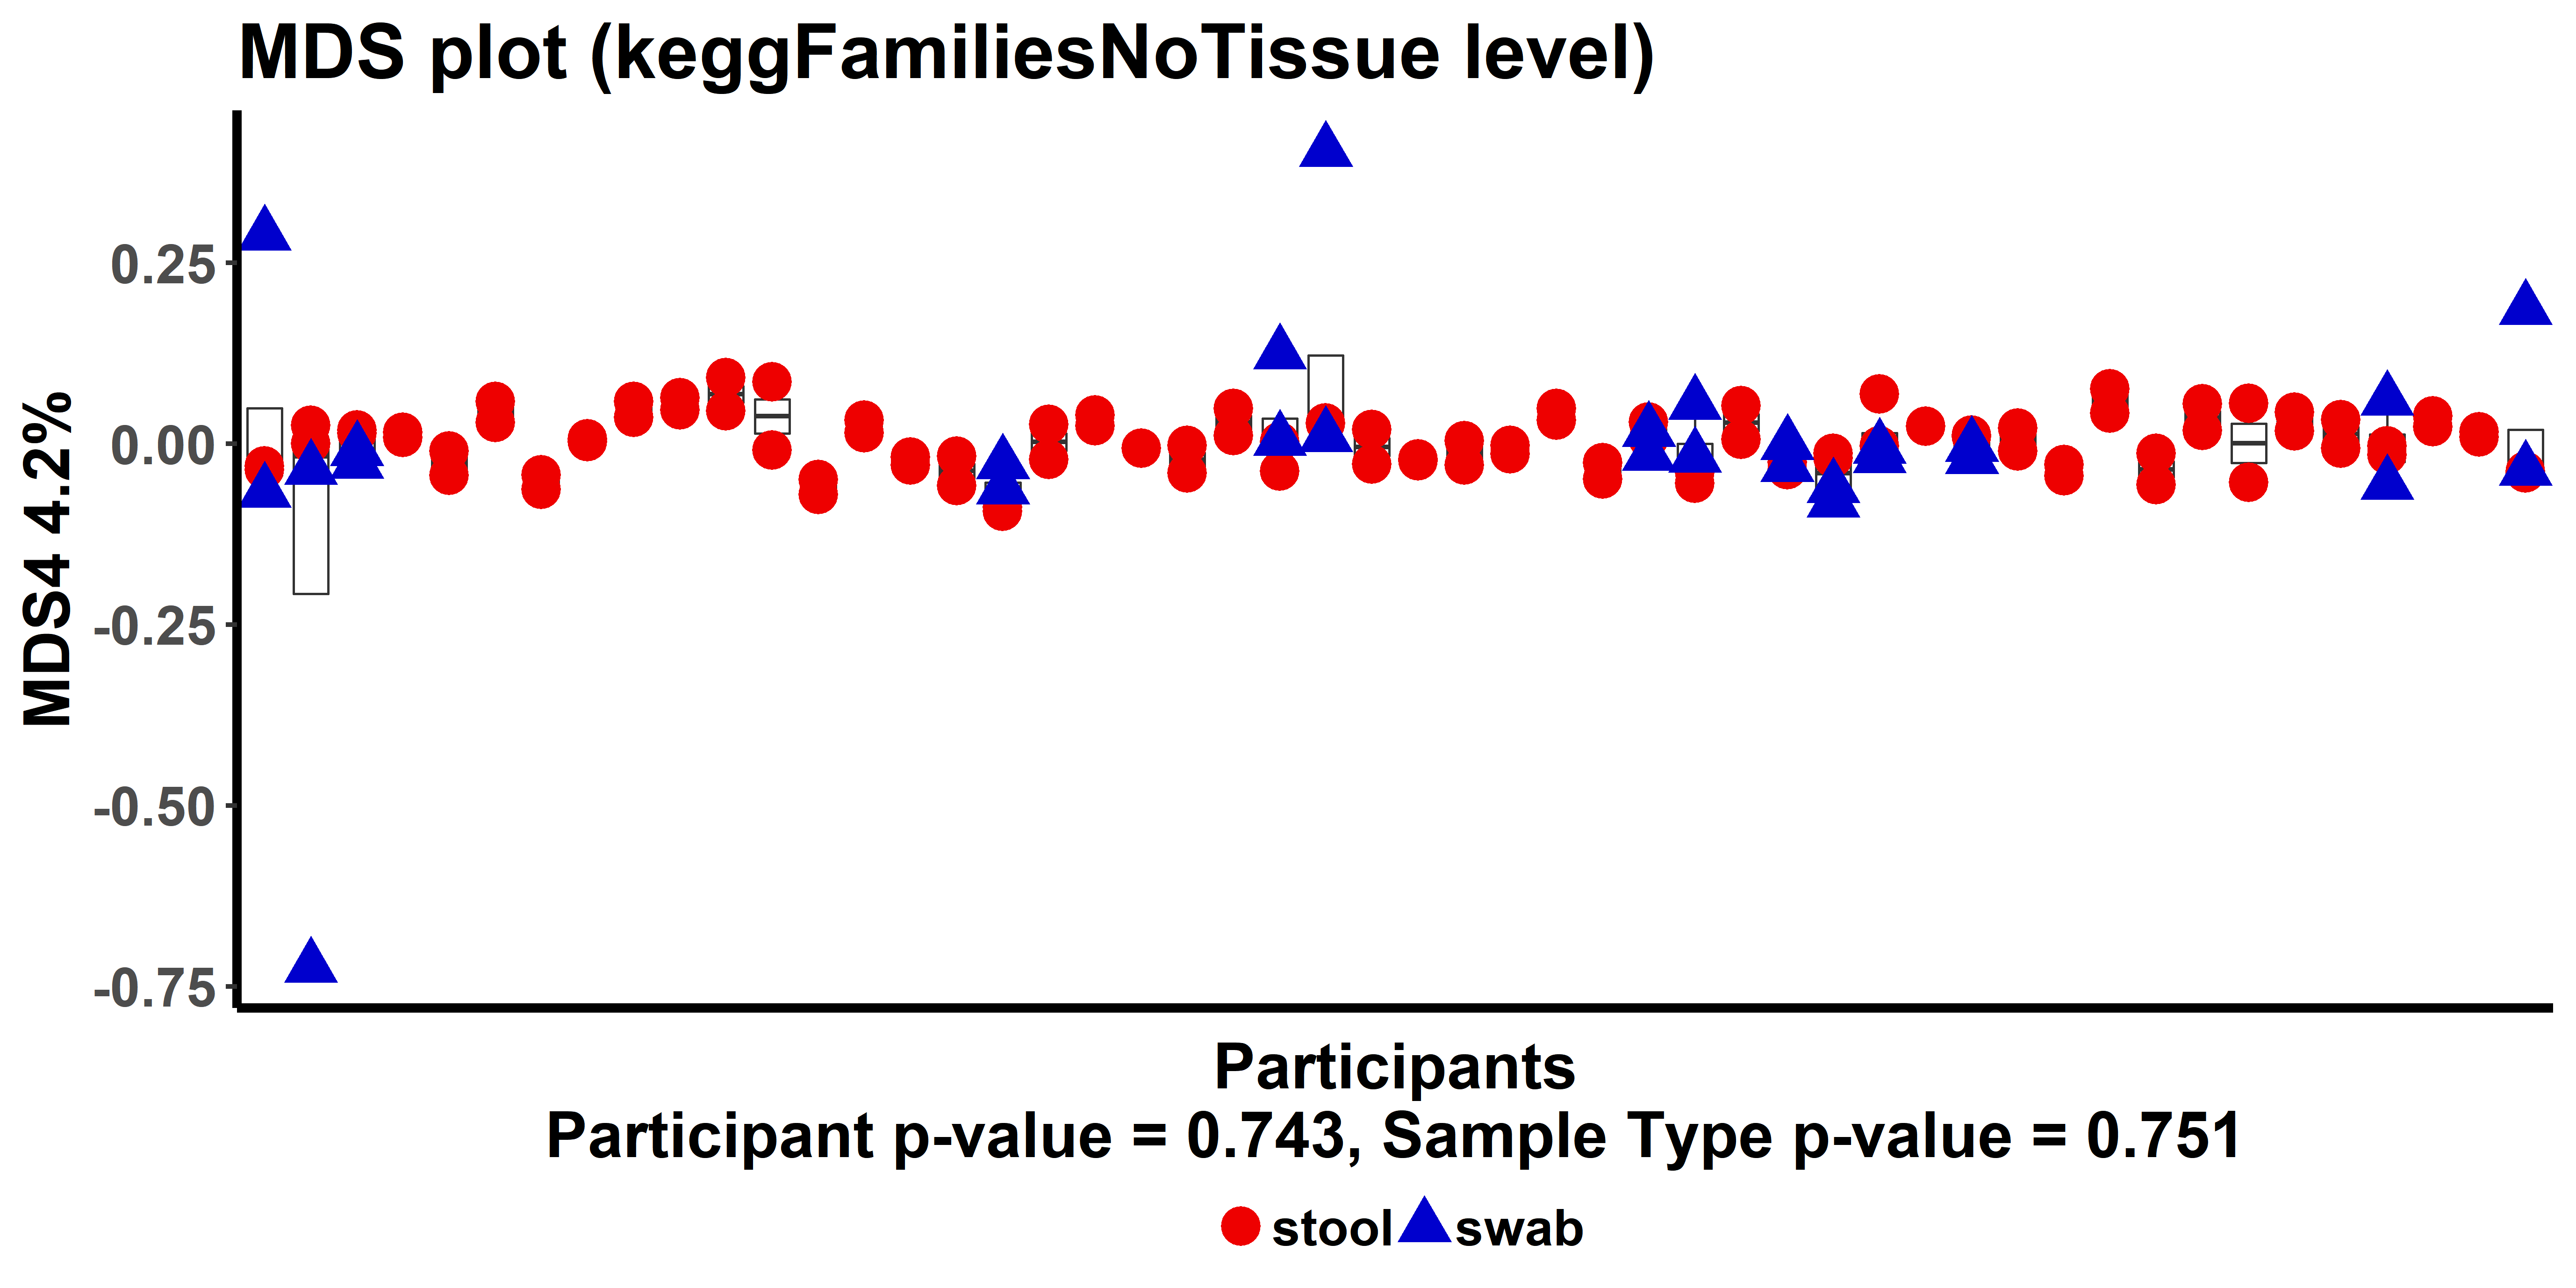 MDS plot (keggFamiliesNoTissue level)
MDS4 4.2%
0.25
0.00
-0.25
-0.50
-0.75
Participants
Participant p-value = 0.743, Sample Type p-value = 0.751
stool swab